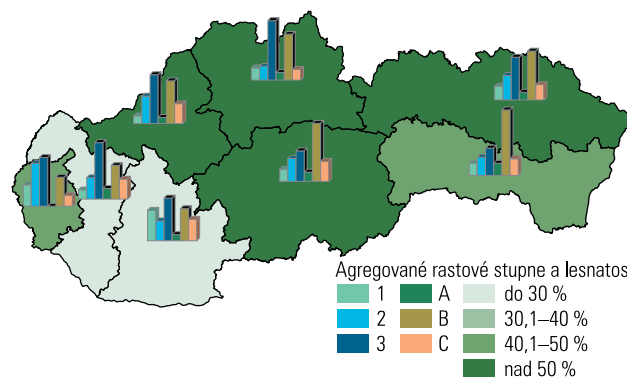 Agregované rastové stupne a lesnatos
1 A do 30 %
2 B 30,1–40 %
3 C 40,1–50 %
nad 50 %